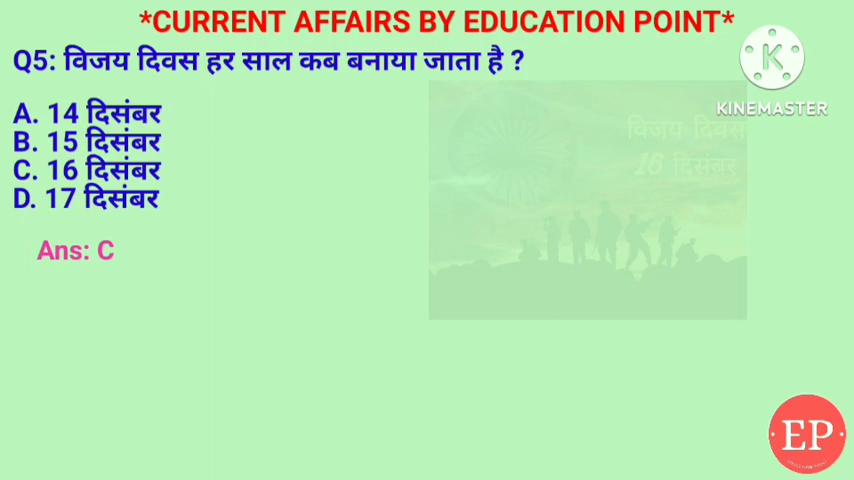 *CURRENT AFFAIRS BY EDUCATION POINT*
Q5: विजय दिवस हर साल कब बनाया जाता है ?
KINEMASTER
A. 14 दिसंबर
B. 15 दिसंबर
C. 16 दिसंबर
D. 17 दिसंबर
विजय दिवस
16 दिसंबर
Ans: C
EP